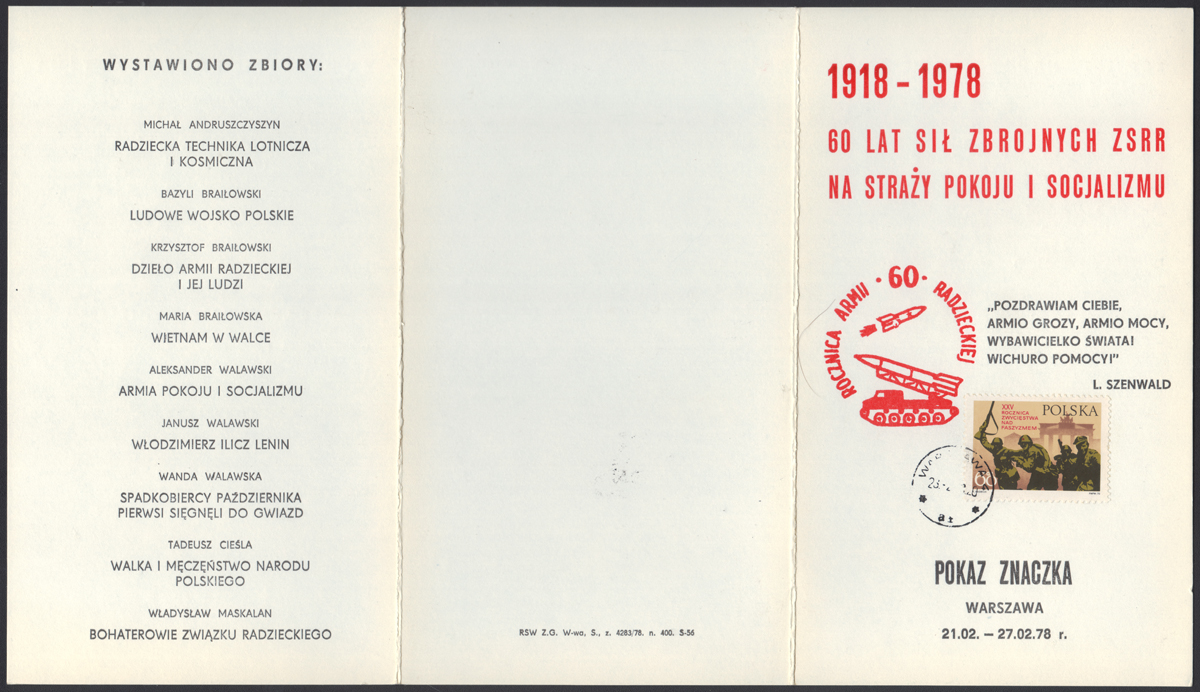 WYSTAWIONO ZBIORY:
MICHAŁ ANDRUSZCZYSZYN
RADZIECKA TECHNIKA LOTNICZA
I KOSMICZNA
BAZYLI BRAIŁOWSKI
LUDOWE WOJSKO POLSKIE
KRZYSZTOF BRAIŁOWSKI
DZIEŁO ARMII RADZIECKIEJ
I JEJ LUDZI
MARIA BRAIŁOWSKA
WIETNAM W WALCE
ALEKSANDER WALAWSKI
ARMIA POKOJU I SOCJALIZMU
JANUSZ WALAWSKI
WŁODZIMIERZ ILICZ LENIN
WANDA WALAWSKA
SPADKOBIERCY PAŹDZIERNIKA
PIERWSI SIĘGNĘLI DO GWIAZD
TADEUSZ CIEŚLA
WALKA I MĘCZEŃSTWO NARODU
POLSKIEGO
WŁADYSŁAW MASKALAN
BOHATEROWIE ZWIĄZKU RADZIECKIEGO
RSW Z.G. W-wa, S., z. 4283/78. n. 400. S-56
1918 – 1978
60 LAT SIŁ ZBROJNYCH ZSRR
NA STRAŻY POKOJU I SOCJALIZMU
ROCZNICA ARMII · 60 · RADZIECKIEJ
„POZDRAWIAM CIEBIE,
ARMIO GROZY, ARMIO MOCY,
WYBAWICIELKO ŚWIATA!
WICHURO POMOCY!"
L. SZENWALD
XXV
ROCZNICA
ZWYCIĘSTWA
NAD
FASZYZMEM
POLSKA
POKAZ ZNACZKA
WARSZAWA
21.02. — 27.02.78 r.